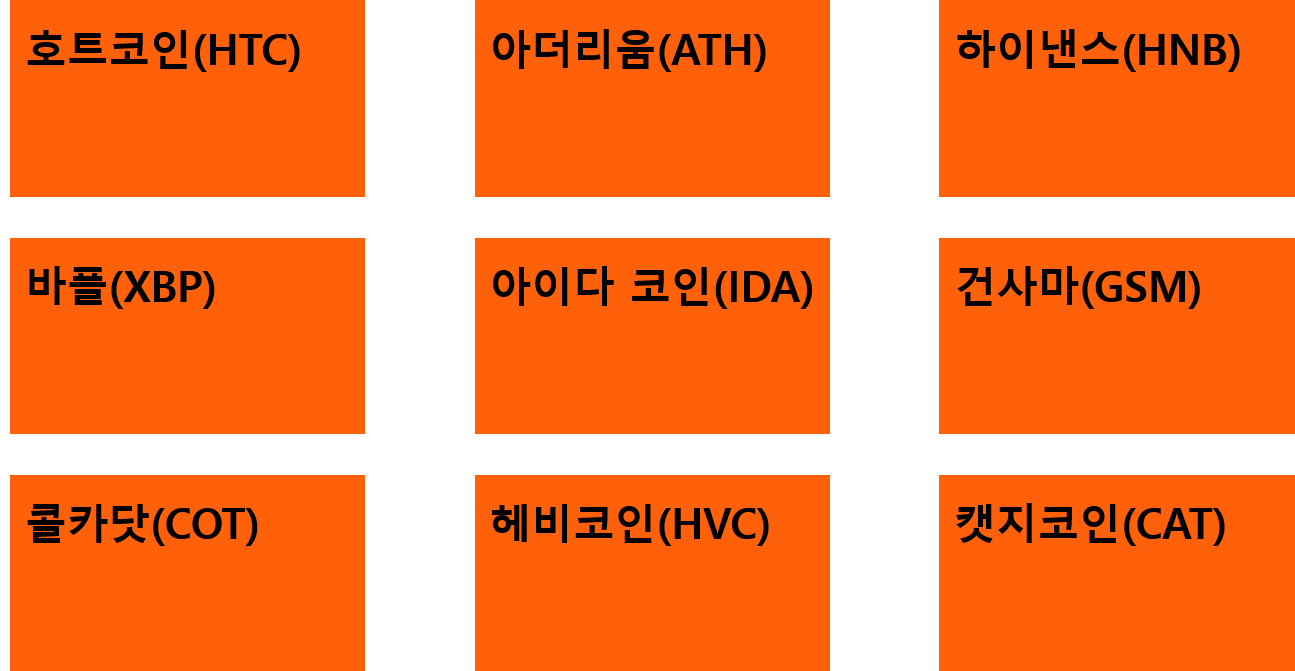 호트코인(HTC)
아더리움(ATH)
하이낸스(HNB)
바플(XBP)
아이다 코인(IDA)
건사마(GSM)
콜카닷(COT)
헤비코인(HVC)
캣지코인(CAT)